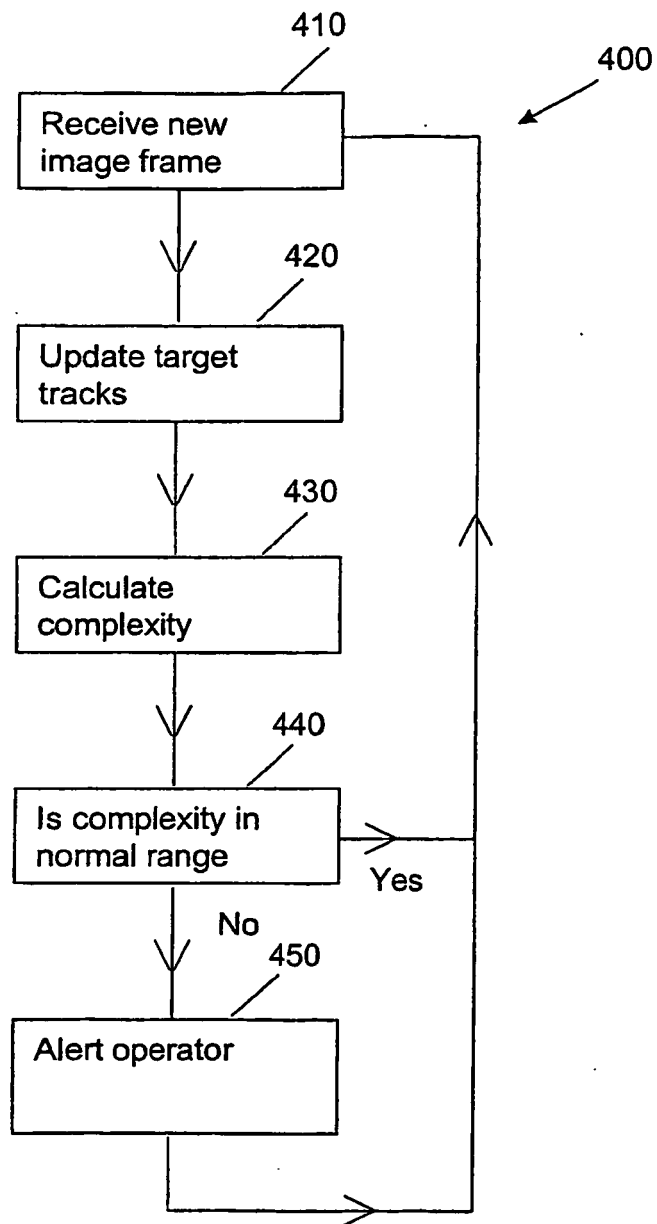 410
400
Receive new
image frame
420
Update target
tracks
430
Calculate
complexity
440
Is complexity in
normal range
Yes
No
450
Alert operator